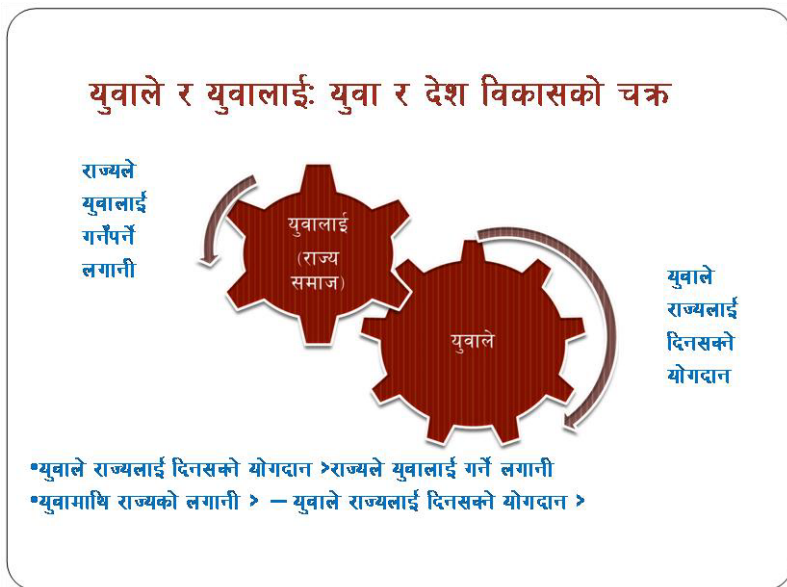 युवाले र युवालाई: युवा र देश विकासको चक्र
राज्यले
युवालाई
गर्नेपर्ने
लगानी
युवालाई
(राज्य
समाज)
युवाले
युवाले
राज्यलाई
दिनसक्ने
योगदान
•युवाले राज्यलाई दिनसक्ने योगदान >राज्यले युवालाई गर्ने लगानी
•युवामाथि राज्यको लगानी > – युवाले राज्यलाई दिनसक्ने योगदान >